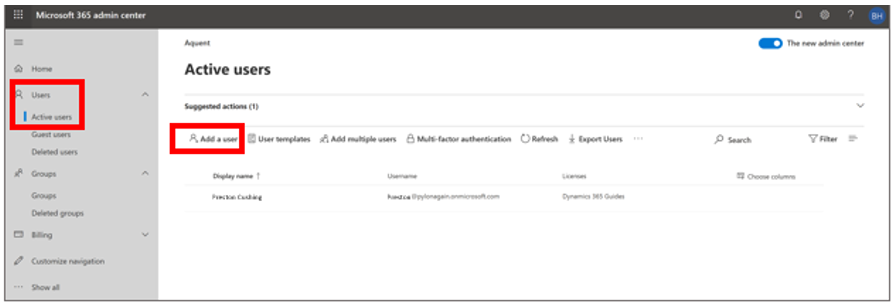 Microsoft 365 admin center
?
BH
Aquent
The new admin center
Home
Active users
Users
Suggested actions (1)
Active users
Guest users
Add a user
User templates
Add multiple users
Multi-factor authentication
Refresh
Export Users
...
Search
Filter
Deleted users
Groups
Display name ↑
Username
Licenses
Choose columns
Groups
Preston Cushing
Preston @pylonagain.onmicrosoft.com
Dynamics 365 Guides
Deleted groups
Billing
Customize navigation
... Show all